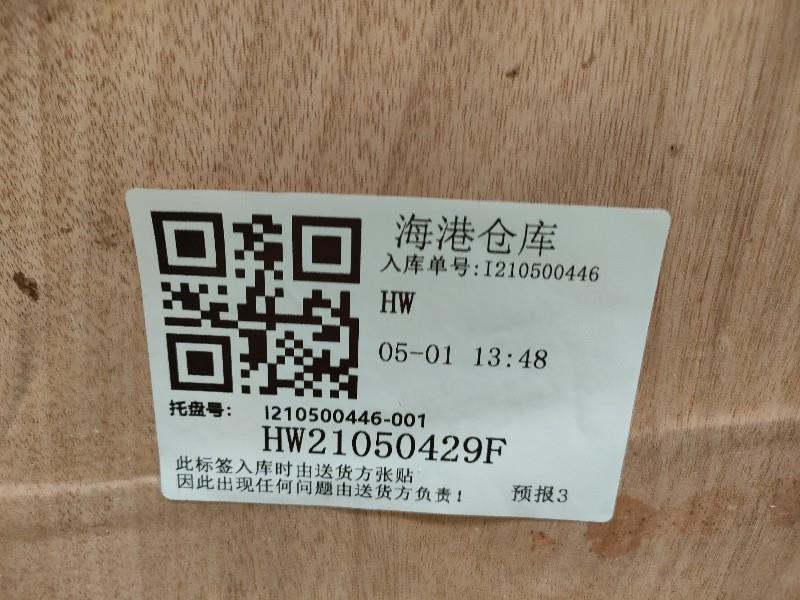 海港仓库
入库单号:I210500446
HW
05-01 13:48
托盘号: I210500446-001
HW21050429F
此标签入库时由送货方张贴
因此出现任何问题由送货方负责!
预报3